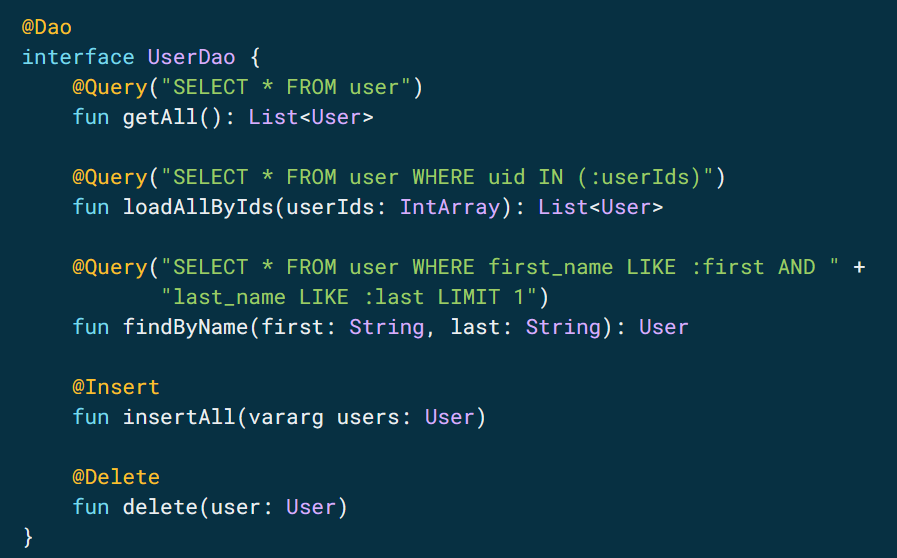 @Dao
interface UserDao {
    @Query("SELECT * FROM user")
    fun getAll(): List<User>

    @Query("SELECT * FROM user WHERE uid IN (:userIds)")
    fun loadAllByIds(userIds: IntArray): List<User>

    @Query("SELECT * FROM user WHERE first_name LIKE :first AND " +
           "last_name LIKE :last LIMIT 1")
    fun findByName(first: String, last: String): User

    @Insert
    fun insertAll(vararg users: User)

    @Delete
    fun delete(user: User)
}